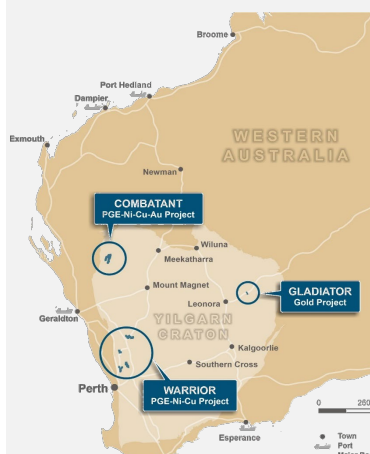 Broome
Port Hedland
Dampier
Exmouth
WESTERN
AUSTRALIA
Newman
COMBATANT
PGE-Ni-Cu-Au Project
Wiluna
Meekatharra
GLADIATOR
Gold Project
Mount Magnet
Leonora
YILGARN
CRATON
Geraldton
Kalgoorlie
Southern Cross
Perth
WARRIOR
PGE-Ni-Cu Project
Esperance
0
Town
Port